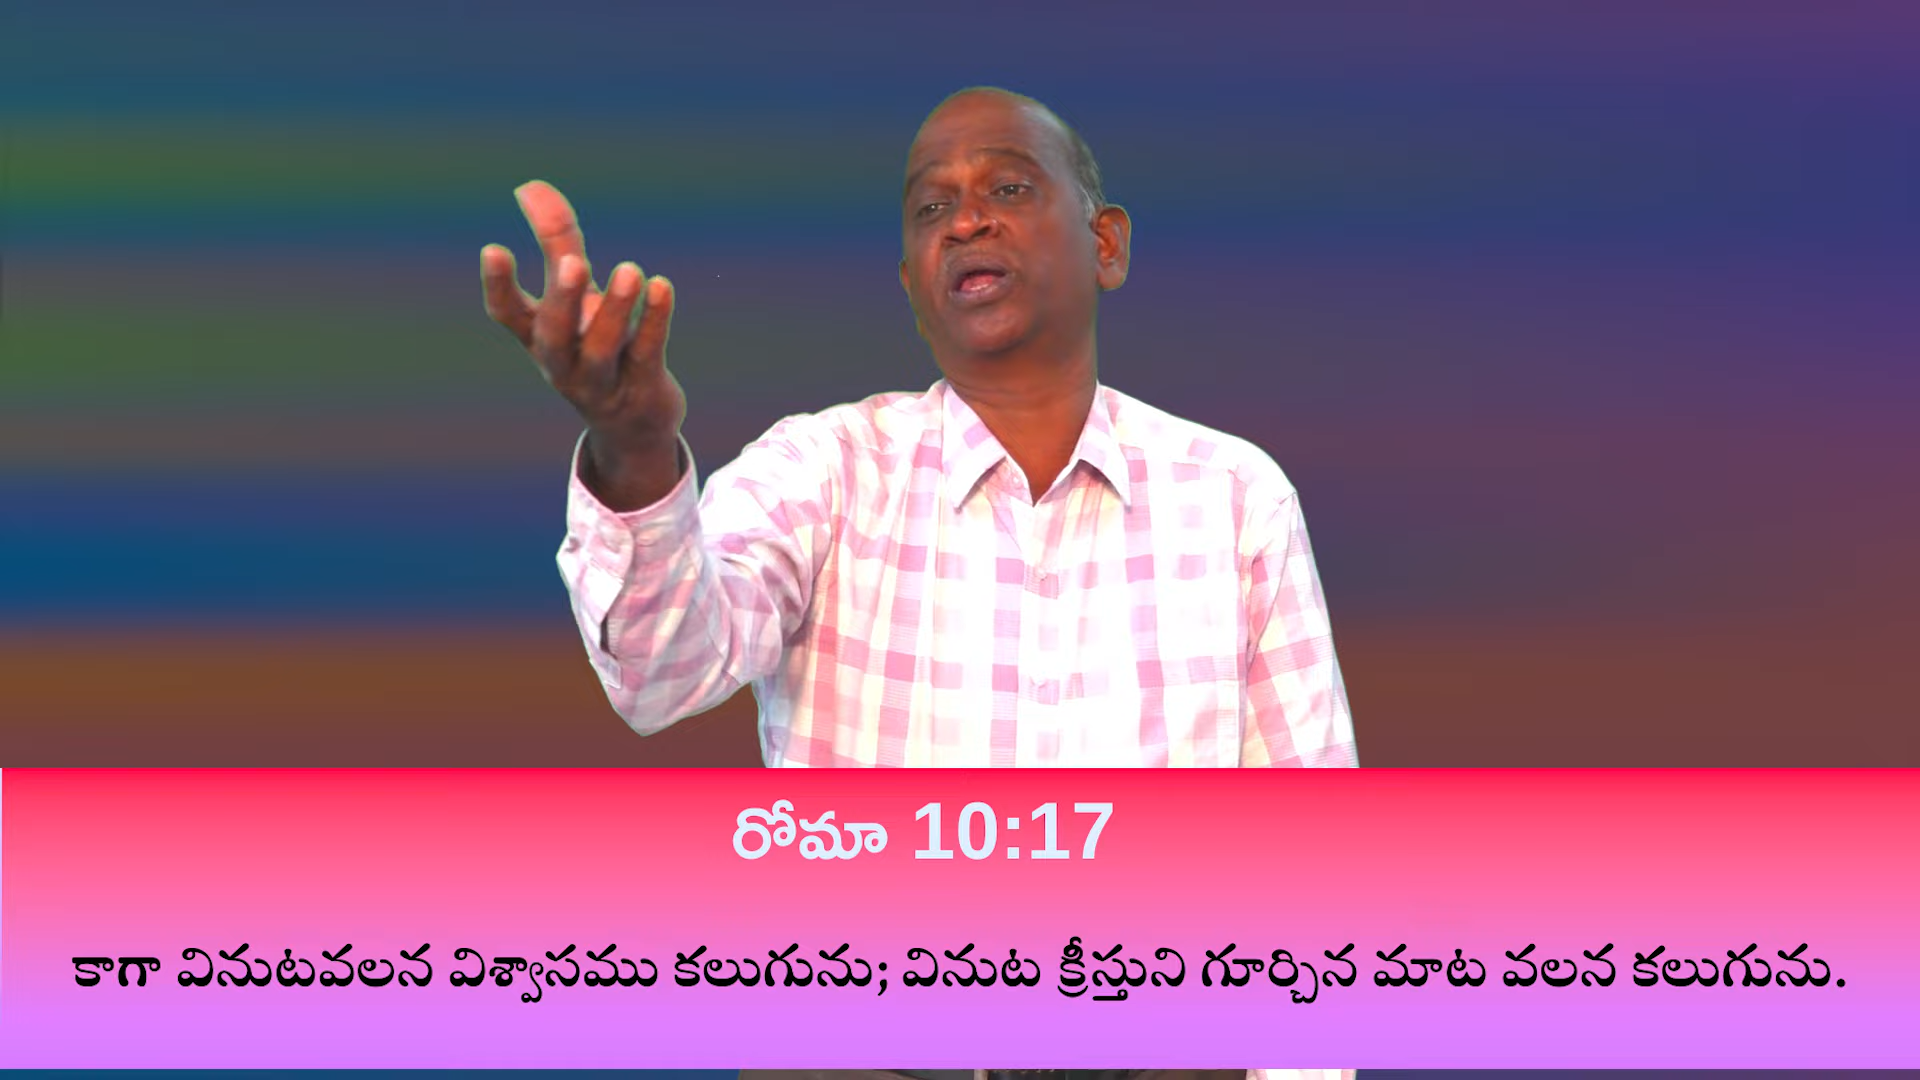 రోమా 10:17
కాగా వినుటవలన విశ్వాసము కలుగును; వినుట క్రీస్తుని గూర్చిన మాట వలన కలుగును.